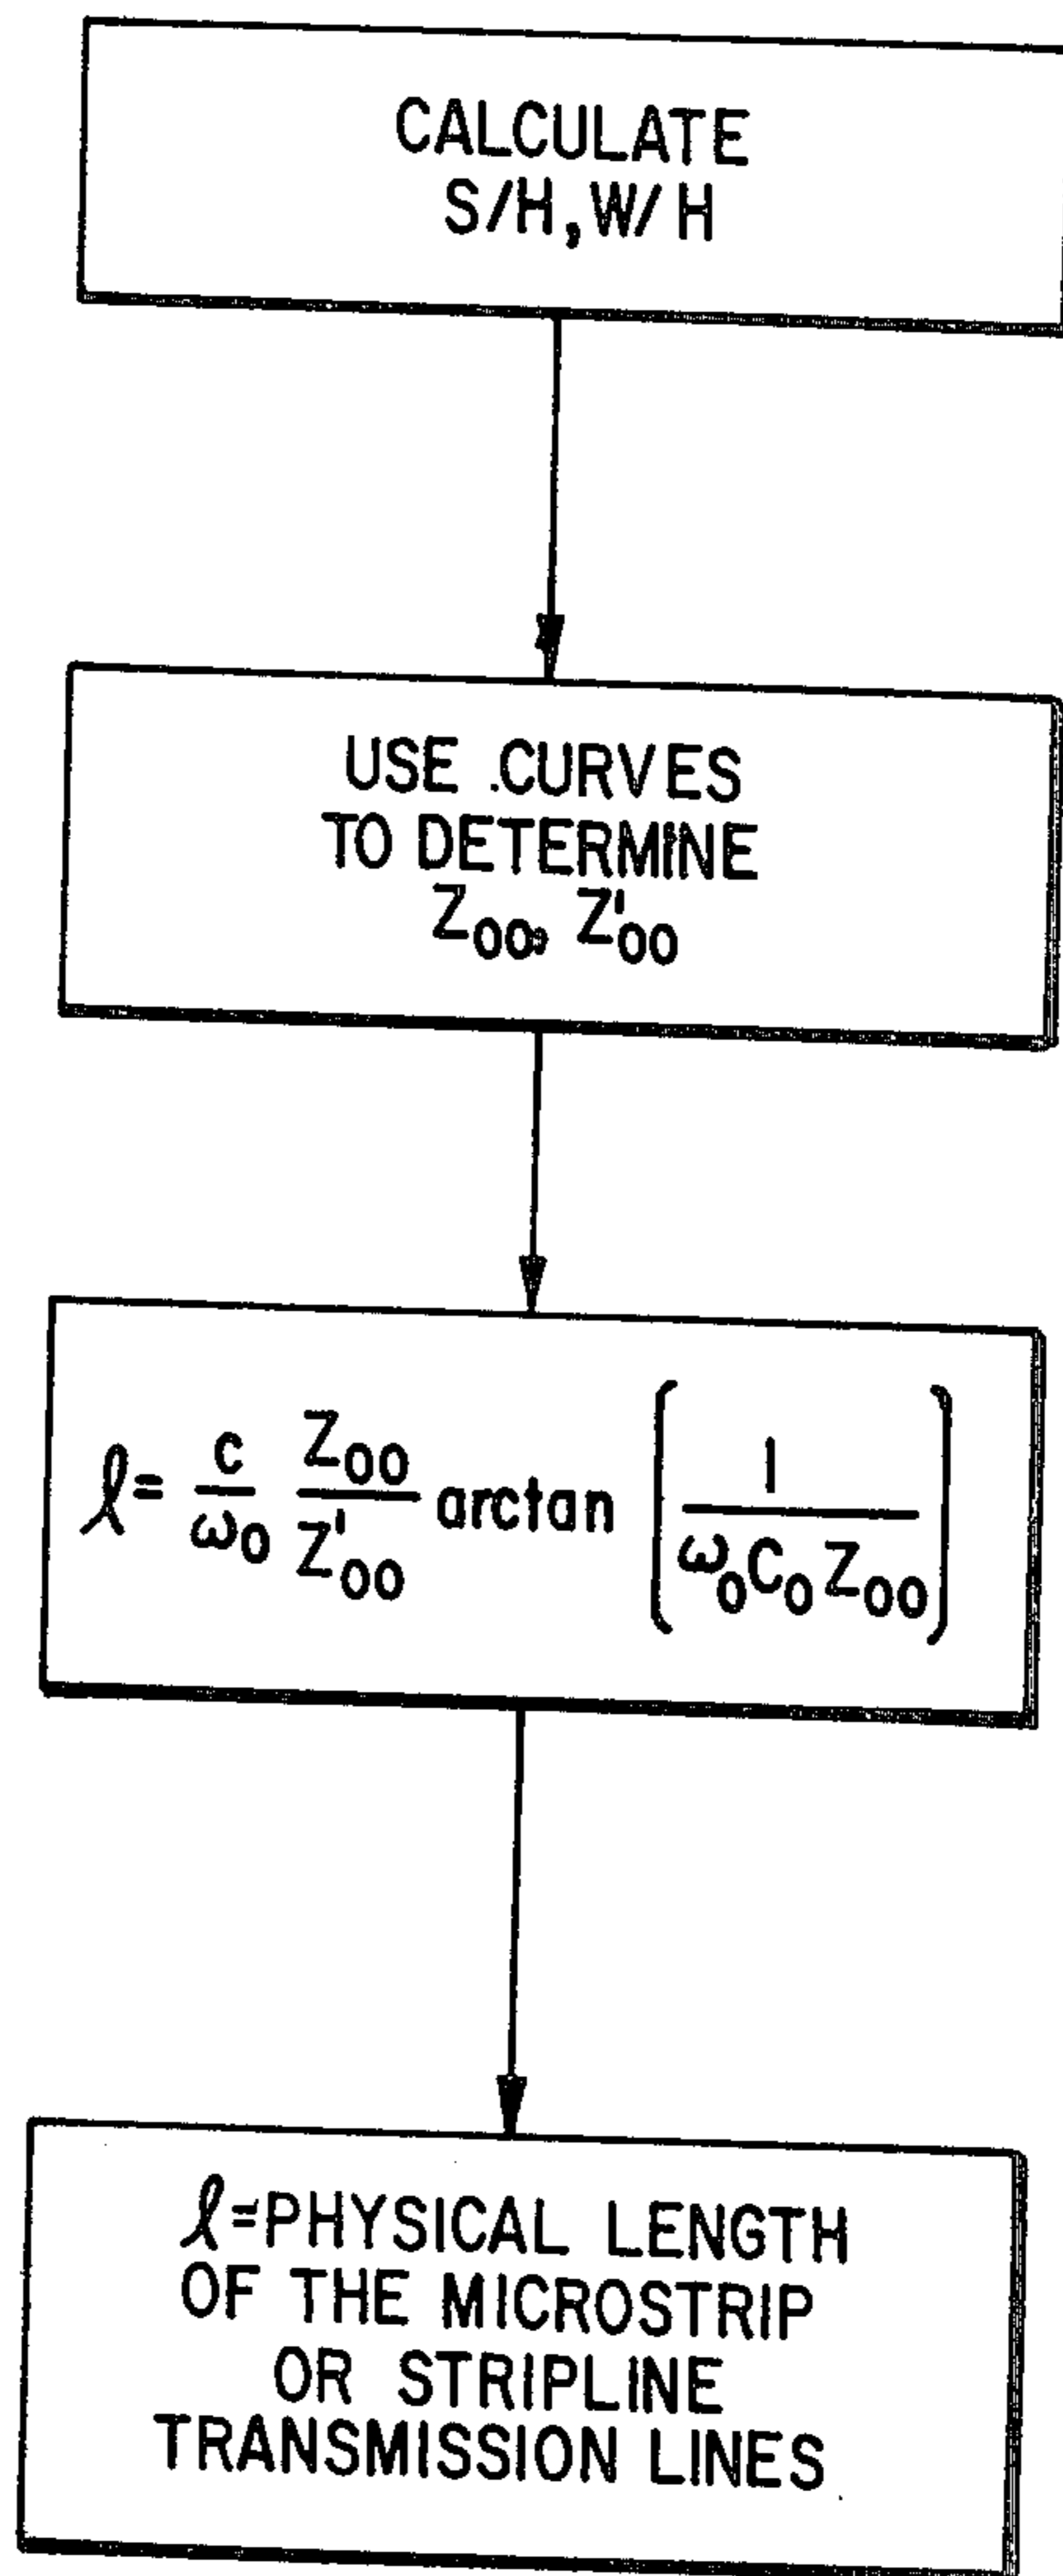 CALCULATE
S/H, W/H
USE CURVES
TO DETERMINE
Z₀₀, Z'₀₀
ℓ = c/ω₀ Z₀₀/Z'₀₀ arctan (1/ω₀C₀Z₀₀)
ℓ=PHYSICAL LENGTH
OF THE MICROSTRIP
OR STRIPLINE
TRANSMISSION LINES